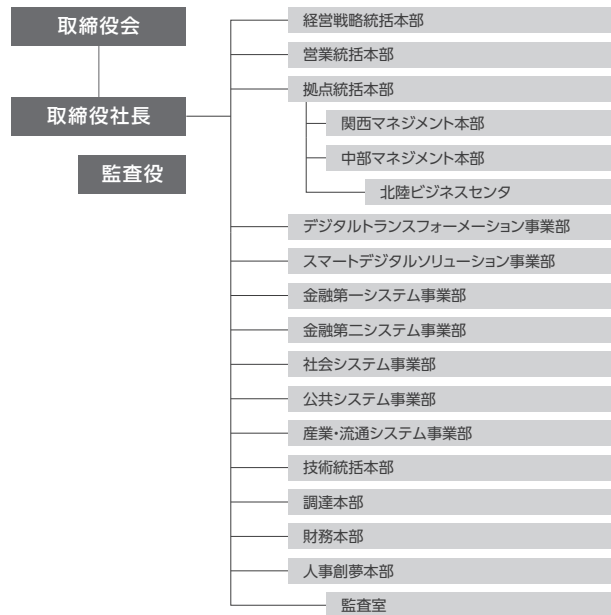 取締役会
取締役社長
監査役
経営戦略統括本部
営業統括本部
拠点統括本部
関西マネジメント本部
中部マネジメント本部
北陸ビジネスセンタ
デジタルトランスフォーメーション事業部
スマートデジタルソリューション事業部
金融第一システム事業部
金融第二システム事業部
社会システム事業部
公共システム事業部
産業・流通システム事業部
技術統括本部
調達本部
財務本部
人事創夢本部
監査室